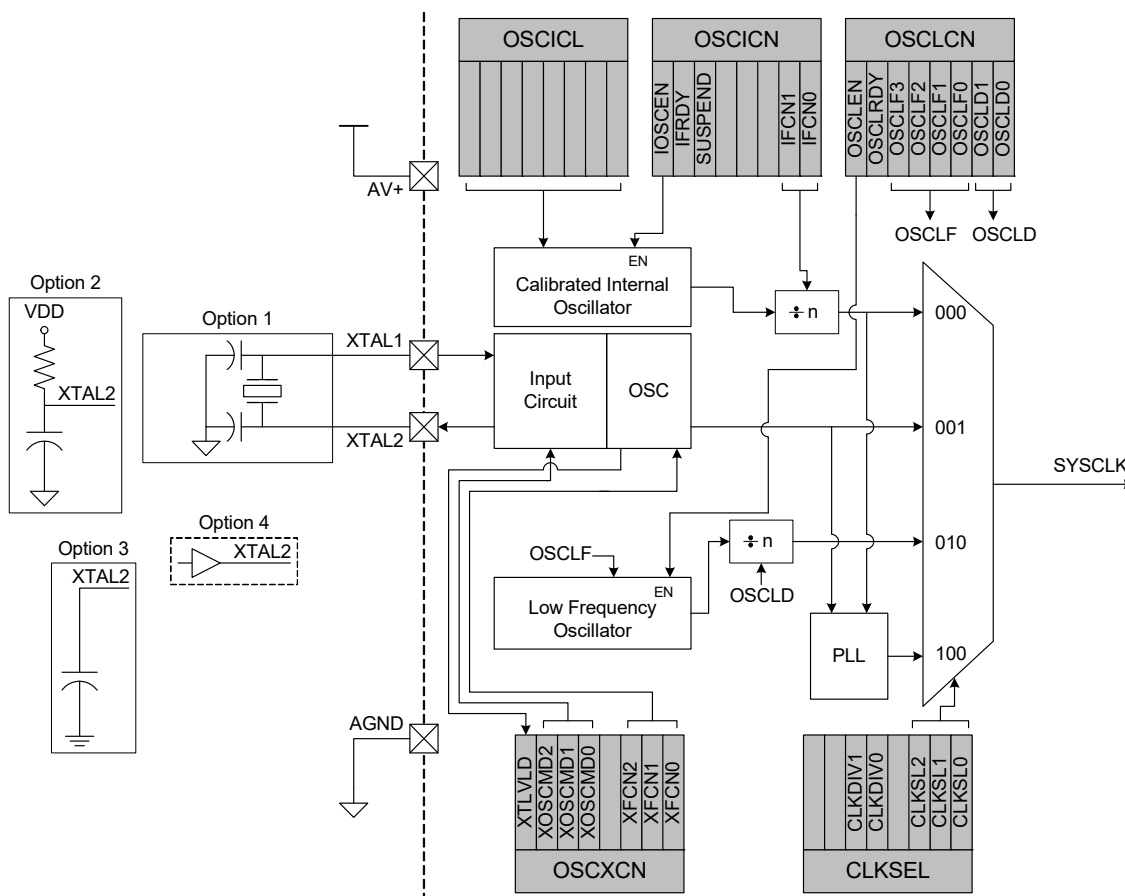 OSCICL
OSCICN
OSCLCN
IOSCEN
IFRDY
SUSPEND
IFCN1
IFCN0
OSCLEN
OSCLRDY
OSCLF3
OSCLF2
OSCLF1
OSCLF0
OSCLD1
OSCLD0
AV+
OSCLF
OSCLD
EN
Calibrated Internal
Oscillator
÷ n
000
Option 2
VDD
XTAL2
Option 1
XTAL1
XTAL2
Input
Circuit
OSC
001
SYSCLK
Option 4
XTAL2
Option 3
XTAL2
OSCLF
EN
Low Frequency
Oscillator
÷ n
OSCLD
010
PLL
100
AGND
XTLVLD
XOSCMD2
XOSCMD1
XOSCMD0
XFCN2
XFCN1
XFCN0
OSCXCN
CLKDIV1
CLKDIV0
CLKSL2
CLKSL1
CLKSL0
CLKSEL